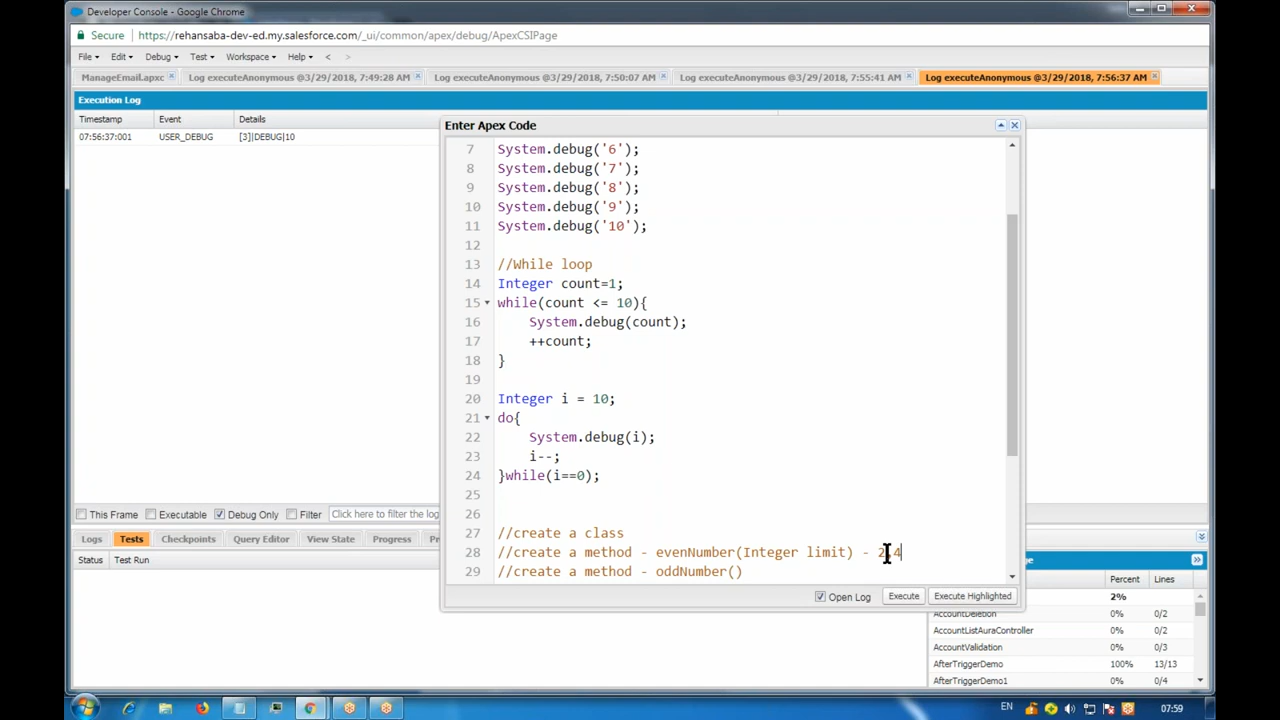 Developer Console - Google Chrome
Secure https://rehansaba-dev-ed.my.salesforce.com/_ui/common/apex/debug/ApexCSIPage
File Edit Debug Test Workspace Help < >
ManageEmail.apxc Log executeAnonymous @3/29/2018, 7:49:28 AM Log executeAnonymous @3/29/2018, 7:50:07 AM Log executeAnonymous @3/29/2018, 7:55:41 AM Log executeAnonymous @3/29/2018, 7:56:37 AM
Execution Log
Timestamp Event Details
07:56:37:001 USER_DEBUG [3]|DEBUG|10
Enter Apex Code
7 System.debug('6');
8 System.debug('7');
9 System.debug('8');
10 System.debug('9');
11 System.debug('10');
12
13 //While loop
14 Integer count=1;
15 while(count <= 10){
16 System.debug(count);
17 ++count;
18 }
19
20 Integer i = 10;
21 do{
22 System.debug(i);
23 i--;
24 }while(i==0);
25
26
27 //create a class
28 //create a method - evenNumber(Integer limit) - 2,4
29 //create a method - oddNumber()
Open Log Execute Execute Highlighted
This Frame Executable Debug Only Filter Click here to filter the log
Logs Tests Checkpoints Query Editor View State Progress
Status Test Run
Percent Lines
2%
AccountDeletion 0% 0/2
AccountListAuraController 0% 0/2
AccountValidation 0% 0/3
AfterTriggerDemo 100% 13/13
AfterTriggerDemo1 0% 0/4
EN 07:59